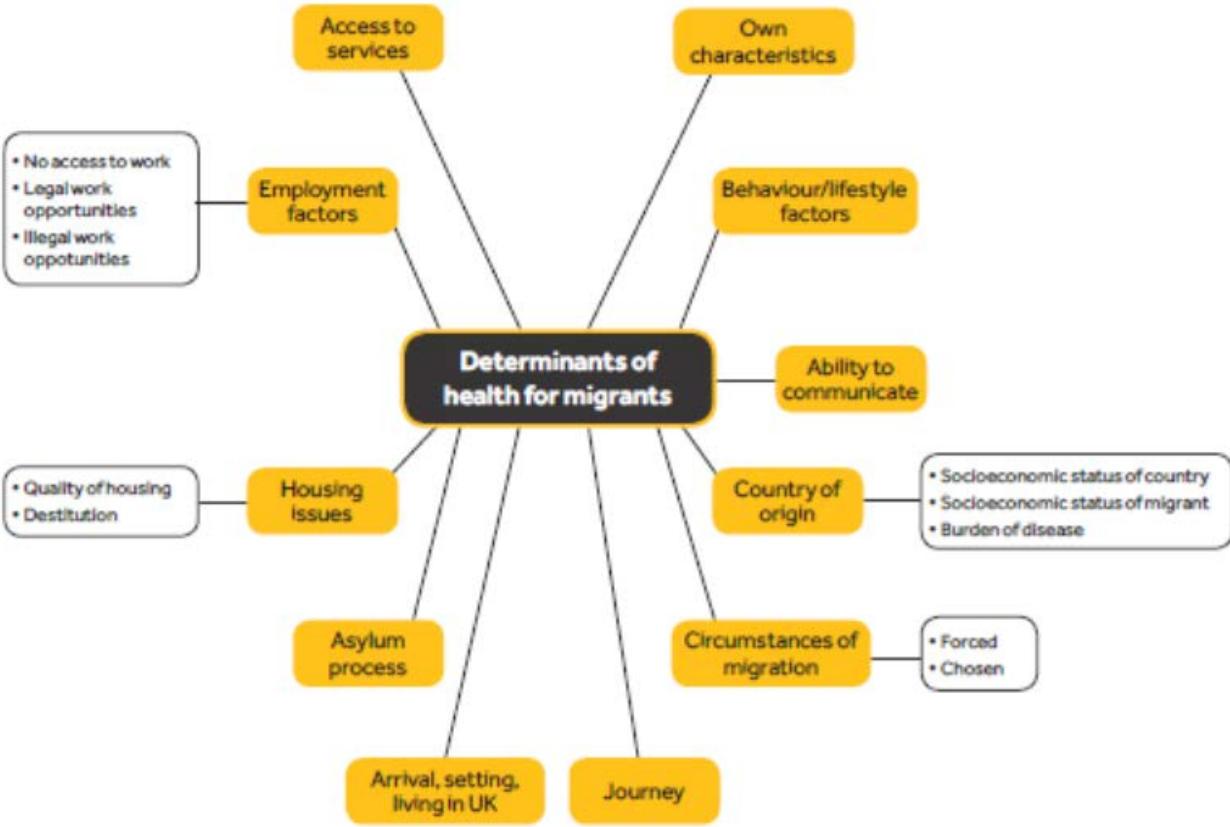 Access to
services
Own
characteristics
• No access to work
• Legal work
opportunities
• Illegal work
oppotunities
Employment
factors
Behaviour/lifestyle
factors
Determinants of
health for migrants
Ability to
communicate
• Quality of housing
• Destitution
Housing
issues
Country of
origin
• Socioeconomic status of country
• Socioeconomic status of migrant
• Burden of disease
Asylum
process
Circumstances of
migration
• Forced
• Chosen
Arrival, setting,
living in UK
Journey